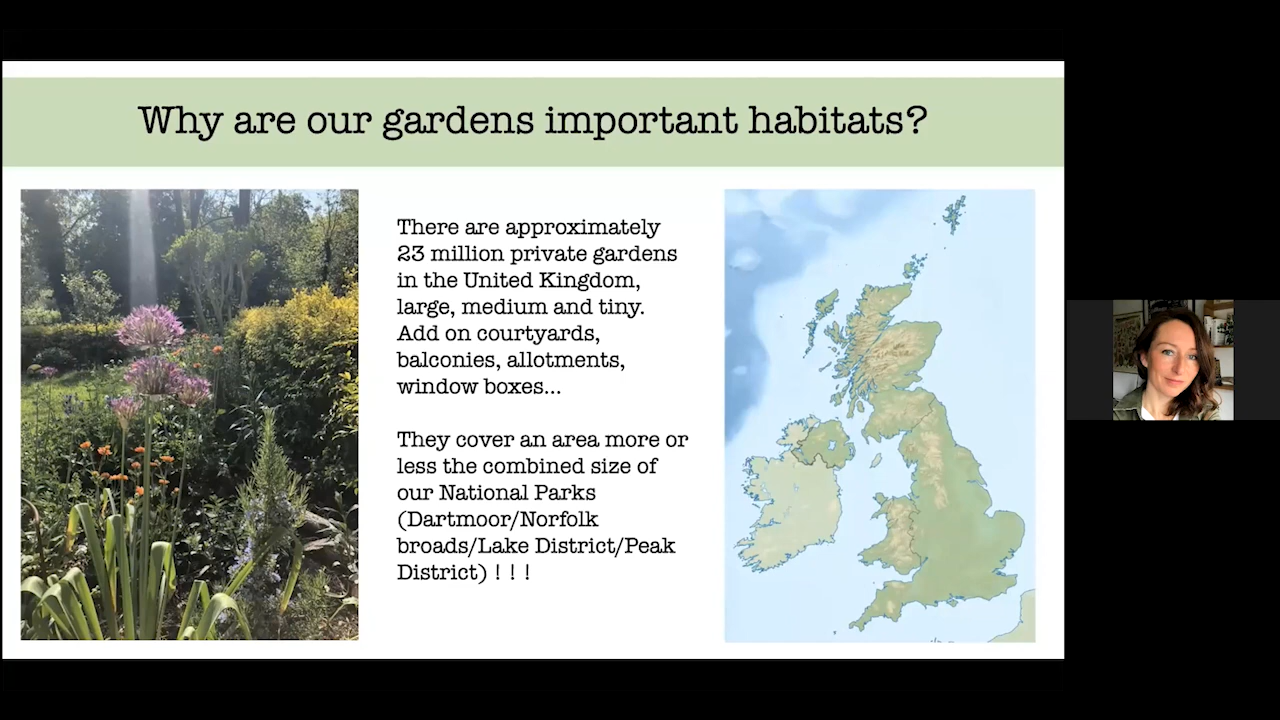 Why are our gardens important habitats?
There are approximately
23 million private gardens
in the United Kingdom,
large, medium and tiny.
Add on courtyards,
balconies, allotments,
window boxes...
They cover an area more or
less the combined size of
our National Parks
(Dartmoor/Norfolk
broads/Lake District/Peak
District) ! ! !